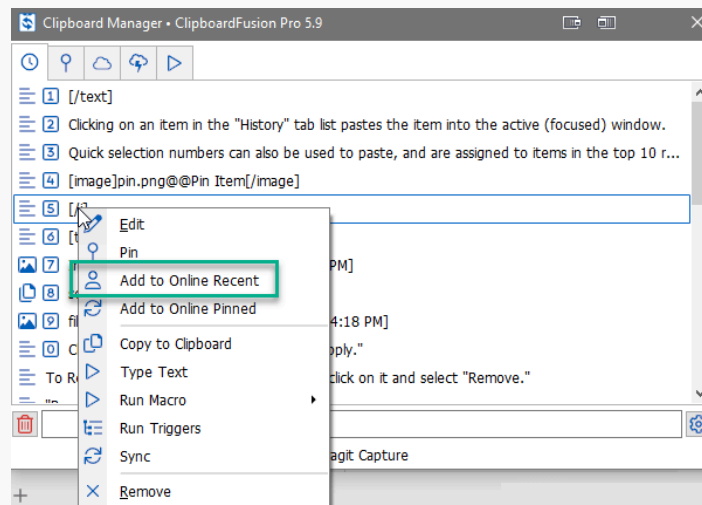 Clipboard Manager • ClipboardFusion Pro 5.9
1 [/text]
2 Clicking on an item in the "History" tab list pastes the item into the active (focused) window.
3 Quick selection numbers can also be used to paste, and are assigned to items in the top 10 r...
4 [image]pin.png@@Pin Item[/image]
5 [/
6 [t
7 PM]
8
9 fil 4:18 PM]
0 C pply."
To R click on it and select "Remove."
Edit
Pin
Add to Online Recent
Add to Online Pinned
Copy to Clipboard
Type Text
Run Macro
Run Triggers
Sync
agit Capture
Remove